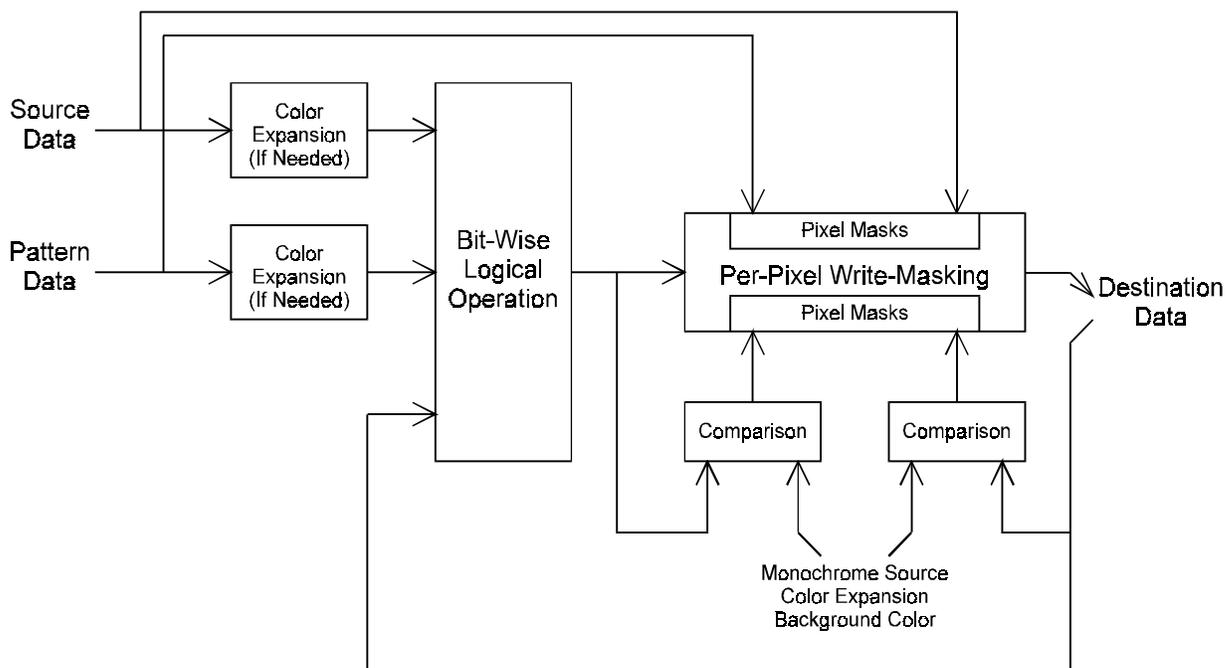 Source
Data
Color
Expansion
(If Needed)
Pattern
Data
Color
Expansion
(If Needed)
Bit-Wise
Logical
Operation
Pixel Masks
Per-Pixel Write-Masking
Pixel Masks
Destination
Data
Comparison
Comparison
Monochrome Source
Color Expansion
Background Color